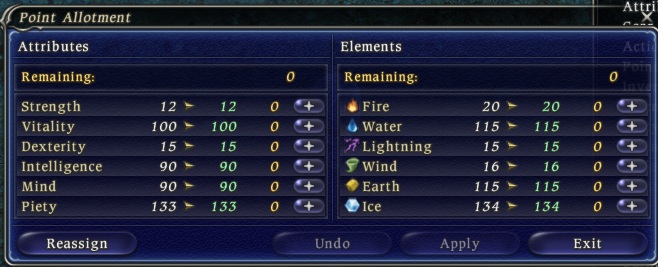 Point Allotment
Attri
Attributes
Remaining: 0
Strength 12 12 0
Vitality 100 100 0
Dexterity 15 15 0
Intelligence 90 90 0
Mind 90 90 0
Piety 133 133 0
Elements
Remaining: 0
Fire 20 20 0
Water 115 115 0
Lightning 15 15 0
Wind 16 16 0
Earth 115 115 0
Ice 134 134 0
Reassign
Undo
Apply
Exit